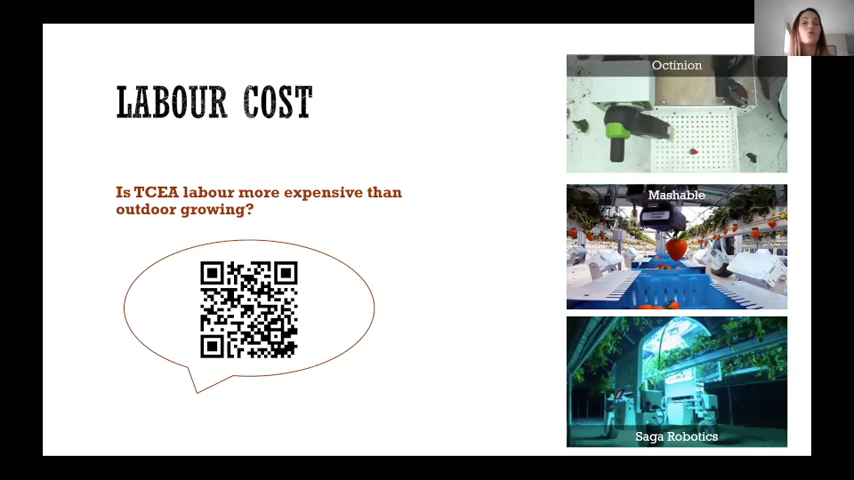 LABOUR COST
Is TCEA labour more expensive than
outdoor growing?
Octinion
Mashable
Saga Robotics